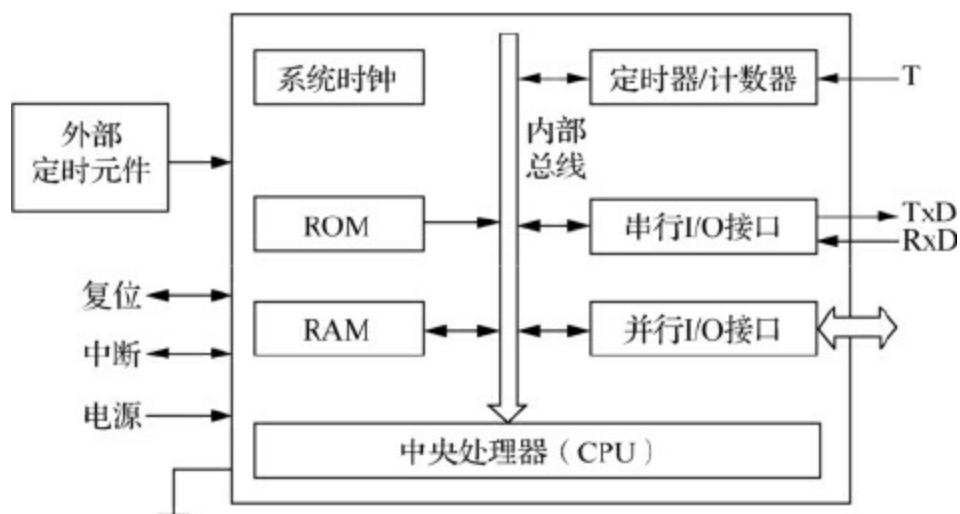 系统时钟
定时器/计数器
T
外部
定时元件
内部
总线
ROM
串行I/O接口
TxD
RxD
复位
RAM
并行I/O接口
中断
电源
中央处理器（CPU）